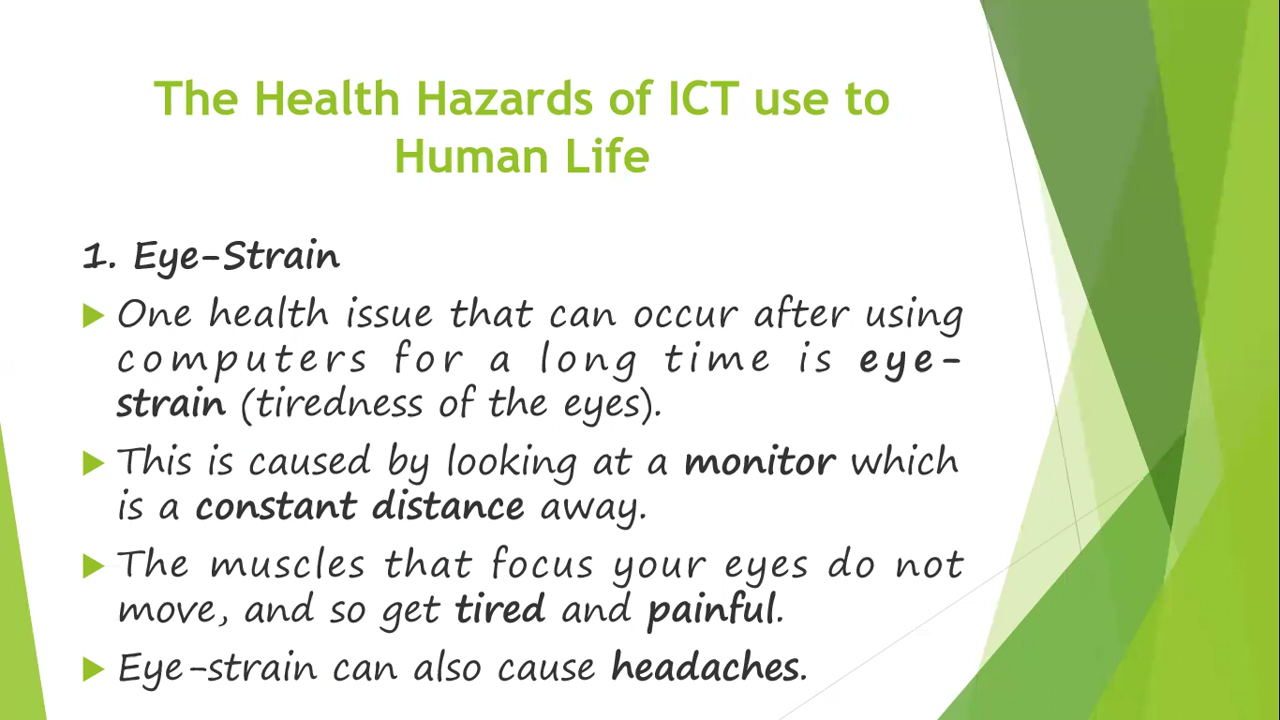 The Health Hazards of ICT use to
Human Life
1. Eye-Strain
One health issue that can occur after using
computers for a long time is eye-
strain (tiredness of the eyes).
This is caused by looking at a monitor which
is a constant distance away.
The muscles that focus your eyes do not
move, and so get tired and painful.
Eye-strain can also cause headaches.